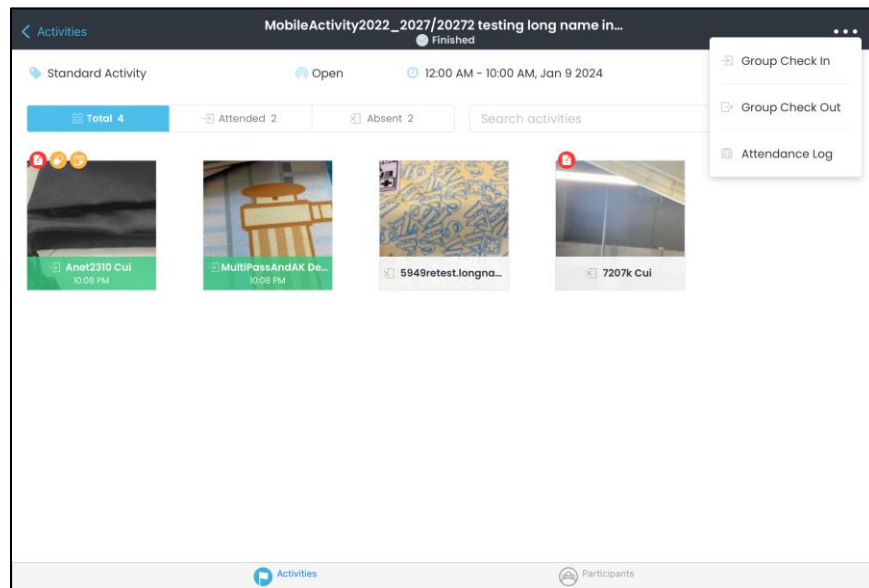 Activities
MobileActivity2022_2027/20272 testing long name in...
Finished
Standard Activity
Open
12:00 AM - 10:00 AM, Jan 9 2024
Group Check In
Group Check Out
Attendance Log
Total 4
Attended 2
Absent 2
Search activities
Anet2310 Cui
10:08 PM
MultiPassAndAK De...
10:08 PM
5949retest.longna...
7207k Cui
Activities
Participants